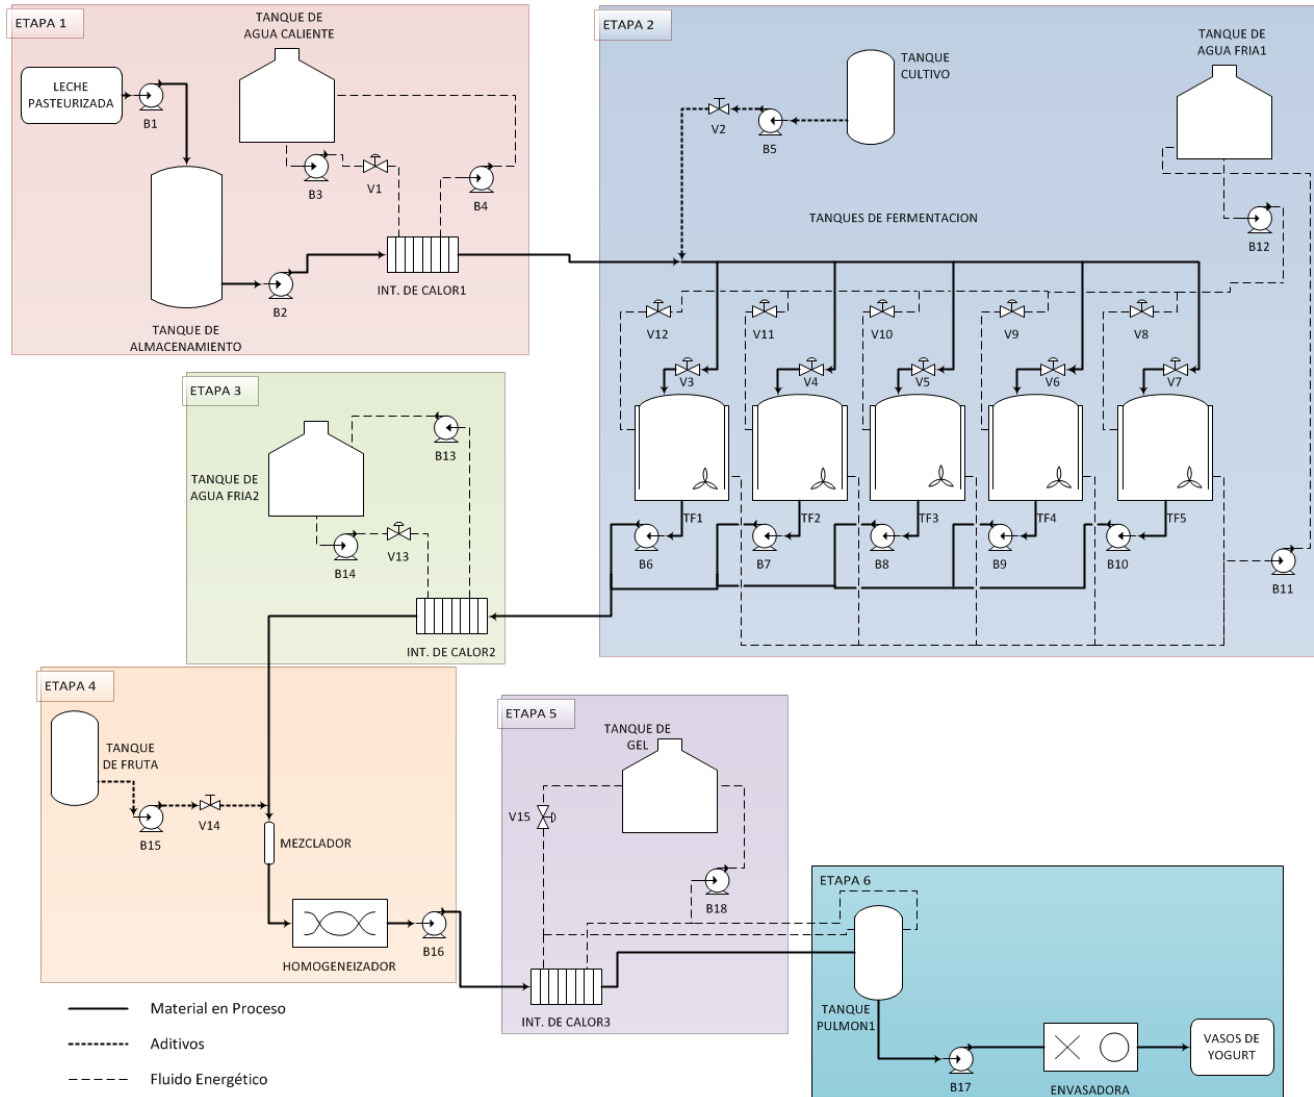 ETAPA 1
TANQUE DE
AGUA CALIENTE
LECHE
PASTEURIZADA
B1
B3
V1
B4
B2
INT. DE CALOR1
TANQUE DE
ALMACENAMIENTO
ETAPA 2
TANQUE
CULTIVO
TANQUE DE
AGUA FRIA1
V2
B5
TANQUES DE FERMENTACION
B12
V12
V11
V10
V9
V8
V3
V4
V5
V6
V7
TF1
TF2
TF3
TF4
TF5
B6
B7
B8
B9
B10
B11
ETAPA 3
B13
TANQUE DE
AGUA FRIA2
B14
V13
INT. DE CALOR2
ETAPA 4
TANQUE
DE FRUTA
B15
V14
MEZCLADOR
HOMOGENEIZADOR
B16
ETAPA 5
TANQUE DE
GEL
V15
B18
INT. DE CALOR3
ETAPA 6
TANQUE
PULMON1
B17
ENVASADORA
VASOS DE
YOGURT
Material en Proceso
Aditivos
Fluido Energético